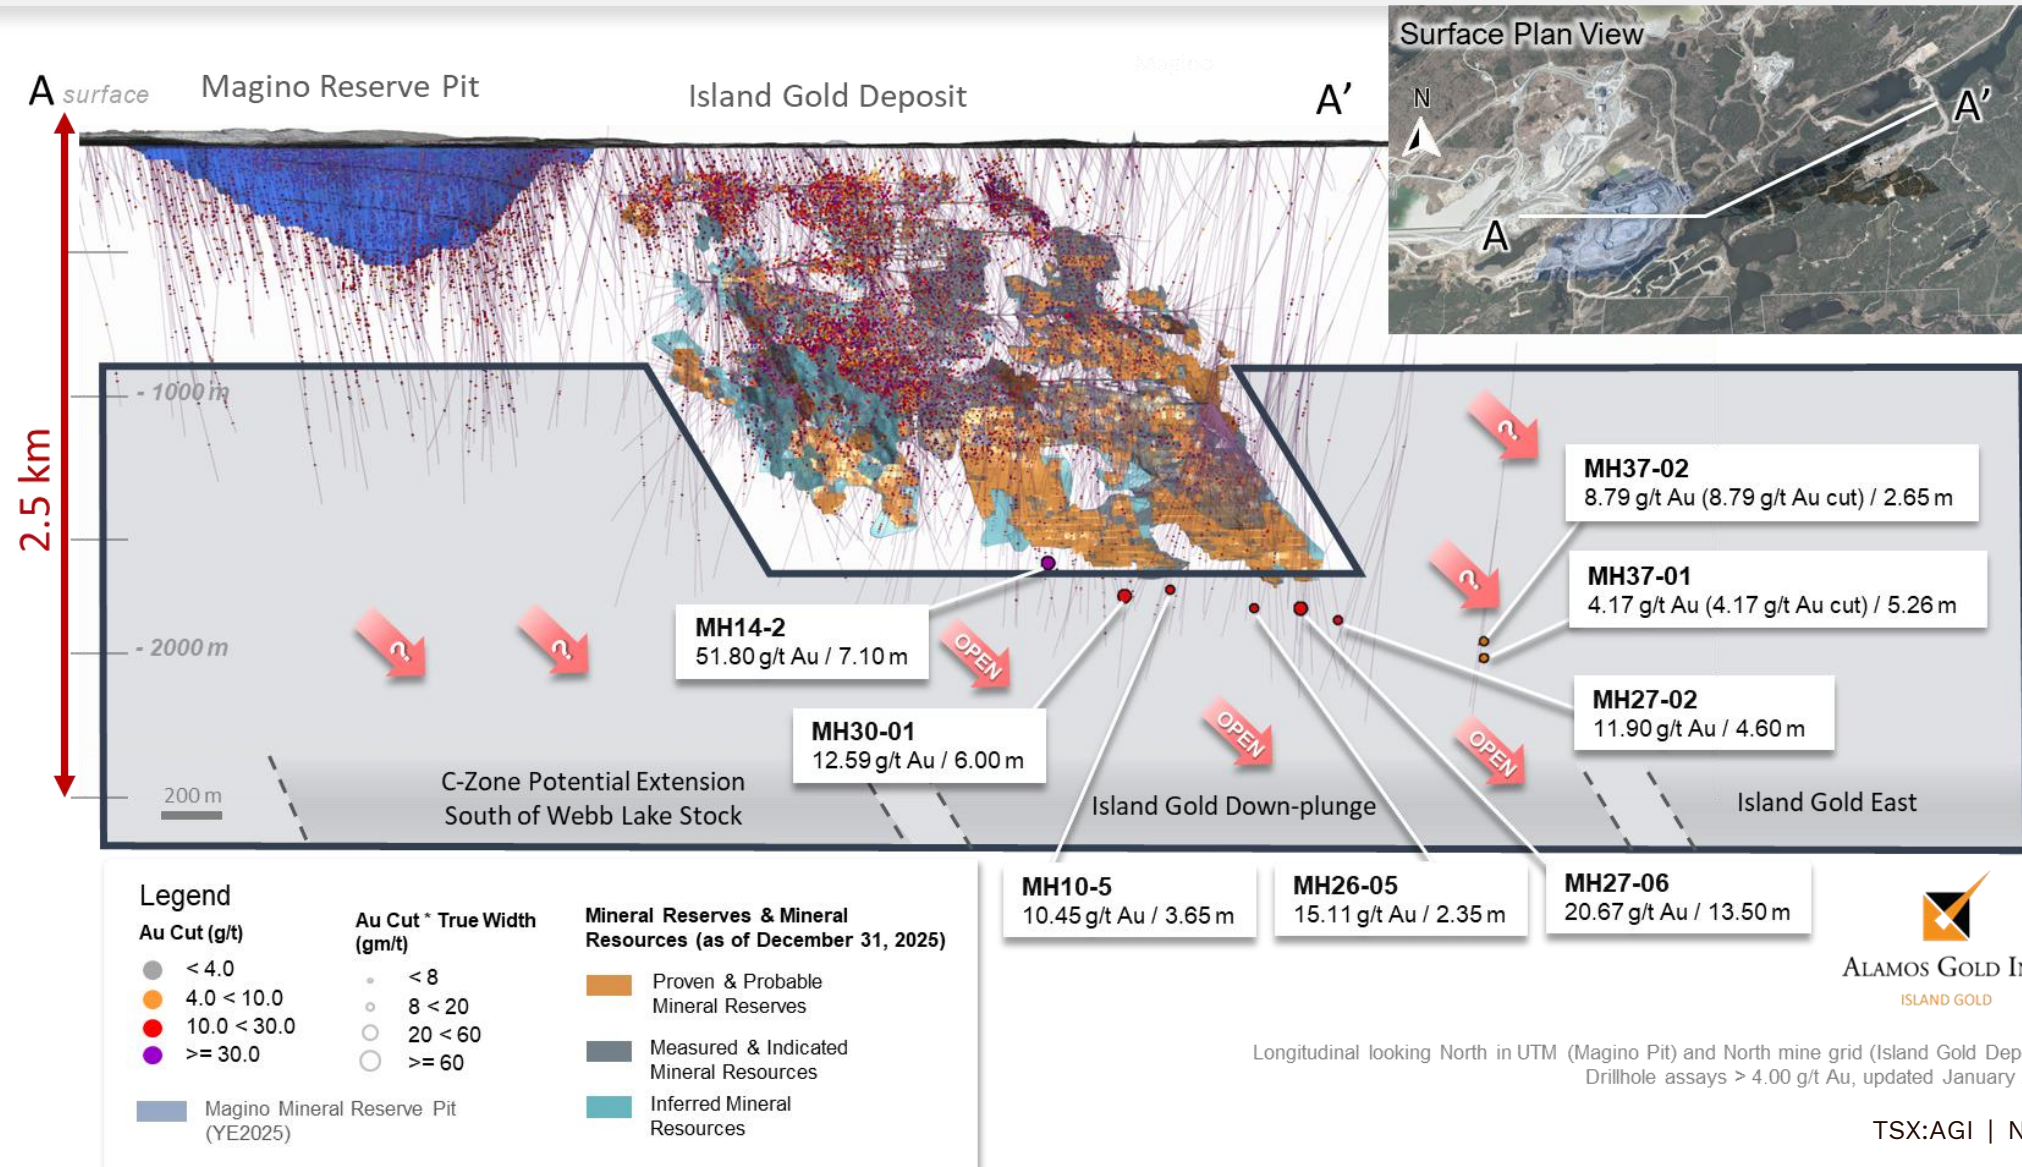 A surface
Magino Reserve Pit
Island Gold Deposit
Magino
A’
Surface Plan View
N
A
A’
2.5 km
- 1000 m
- 2000 m
200 m
?
?
?
?
OPEN
OPEN
OPEN
MH37-02
8.79 g/t Au (8.79 g/t Au cut) / 2.65 m
MH37-01
4.17 g/t Au (4.17 g/t Au cut) / 5.26 m
MH14-2
51.80 g/t Au / 7.10 m
MH27-02
11.90 g/t Au / 4.60 m
MH30-01
12.59 g/t Au / 6.00 m
C-Zone Potential Extension
South of Webb Lake Stock
Island Gold Down-plunge
Island Gold East
MH10-5
10.45 g/t Au / 3.65 m
MH26-05
15.11 g/t Au / 2.35 m
MH27-06
20.67 g/t Au / 13.50 m
Legend
Au Cut (g/t)
< 4.0
4.0 < 10.0
10.0 < 30.0
>= 30.0
Au Cut * True Width
(gm/t)
< 8
8 < 20
20 < 60
>= 60
Mineral Reserves & Mineral
Resources (as of December 31, 2025)
Proven & Probable
Mineral Reserves
Measured & Indicated
Mineral Resources
Inferred Mineral
Resources
Magino Mineral Reserve Pit
(YE2025)
ALAMOS GOLD
ISLAND GOLD
Longitudinal looking North in UTM (Magino Pit) and North mine grid (Island Gold
Drillhole assays > 4.00 g/t Au, updated January
TSX:AGI |